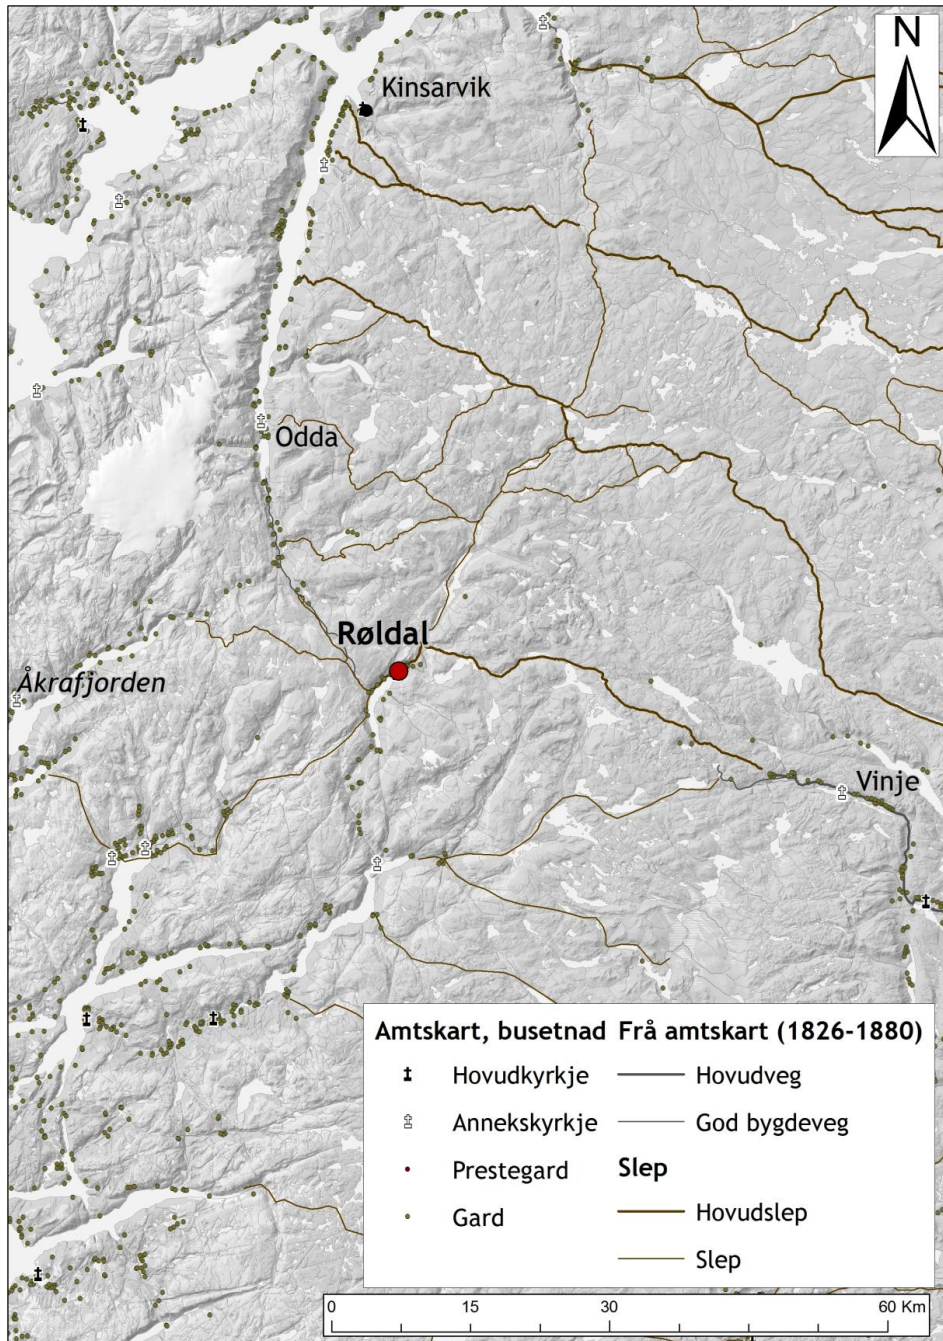 N
Kinsarvik
Odda
Røldal
Åkrafjorden
Vinje
Amtskart, busetnad
Hovudkyrkje
Annekskyrkje
Prestegard
Gard
Frå amtskart (1826-1880)
Hovudveg
God bygdeveg
Slep
Hovudslep
Slep
0 15 30 60 Km